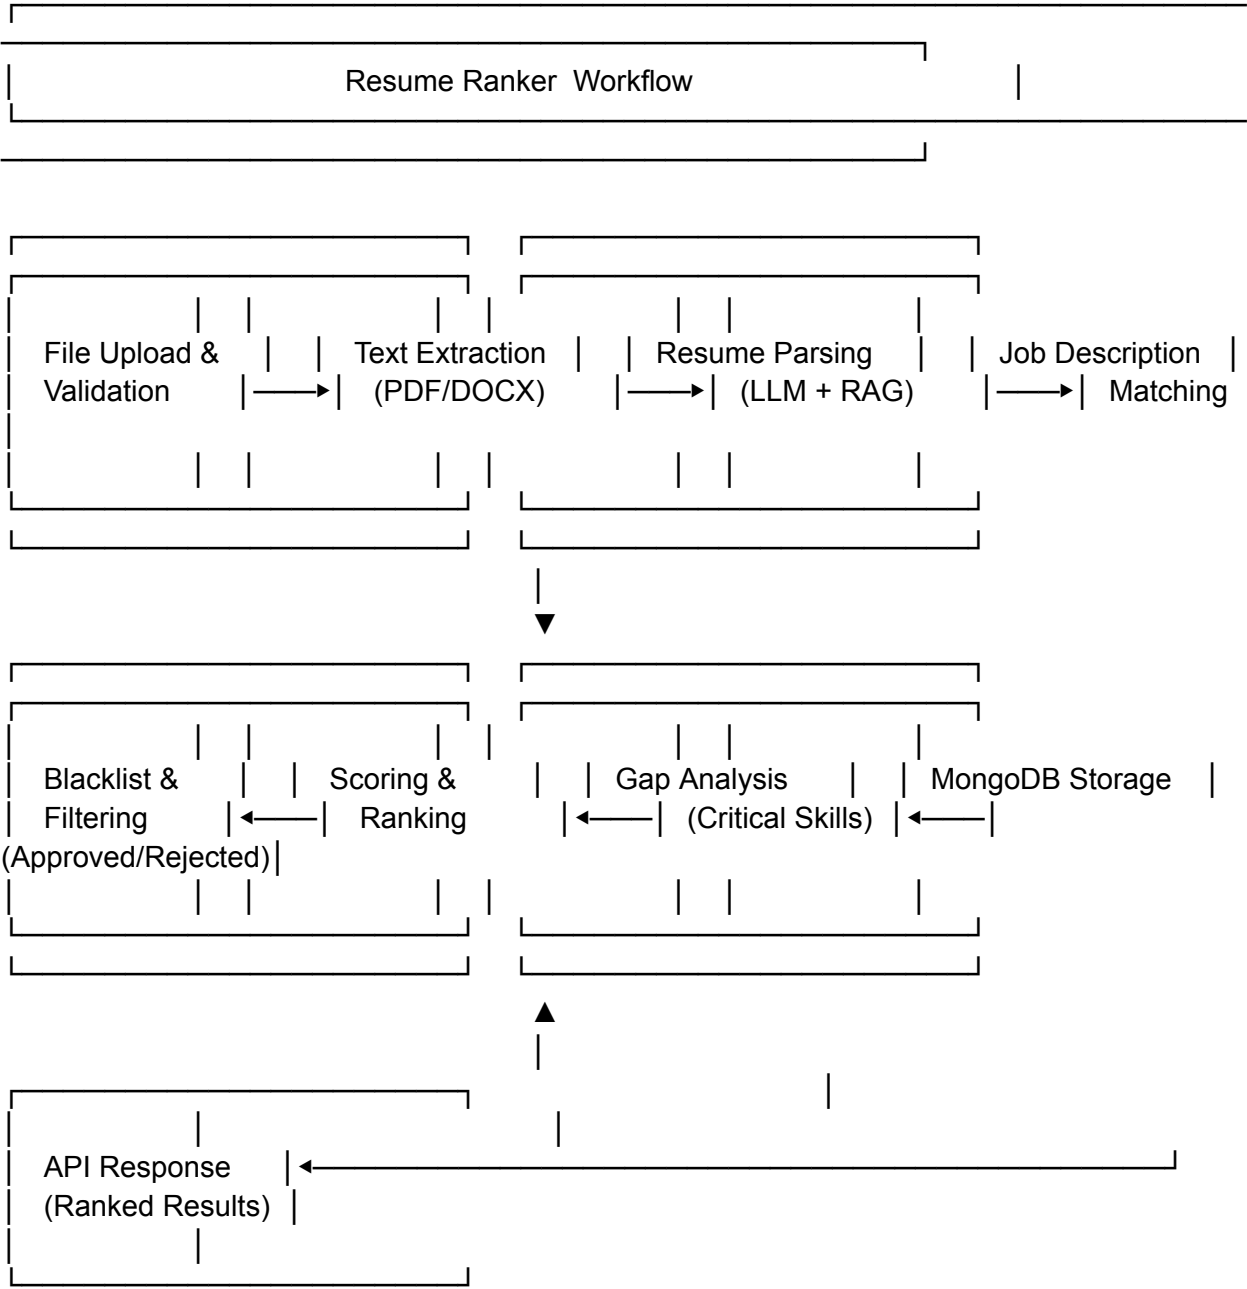 Resume Ranker Workflow
File Upload & Text Extraction Resume Parsing Job Description
Validation (PDF/DOCX) (LLM + RAG) Matching
Blacklist & Scoring & Gap Analysis MongoDB Storage
Filtering Ranking (Critical Skills)
(Approved/Rejected)
API Response
(Ranked Results)